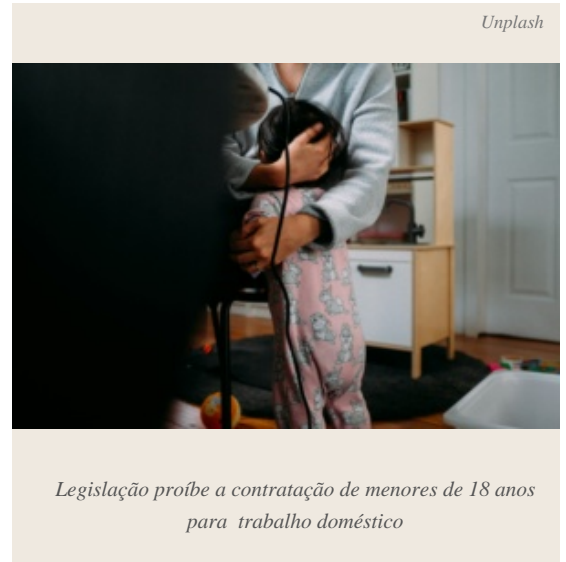 Unplash
Legislação proíbe a contratação de menores de 18 anos
para  trabalho doméstico